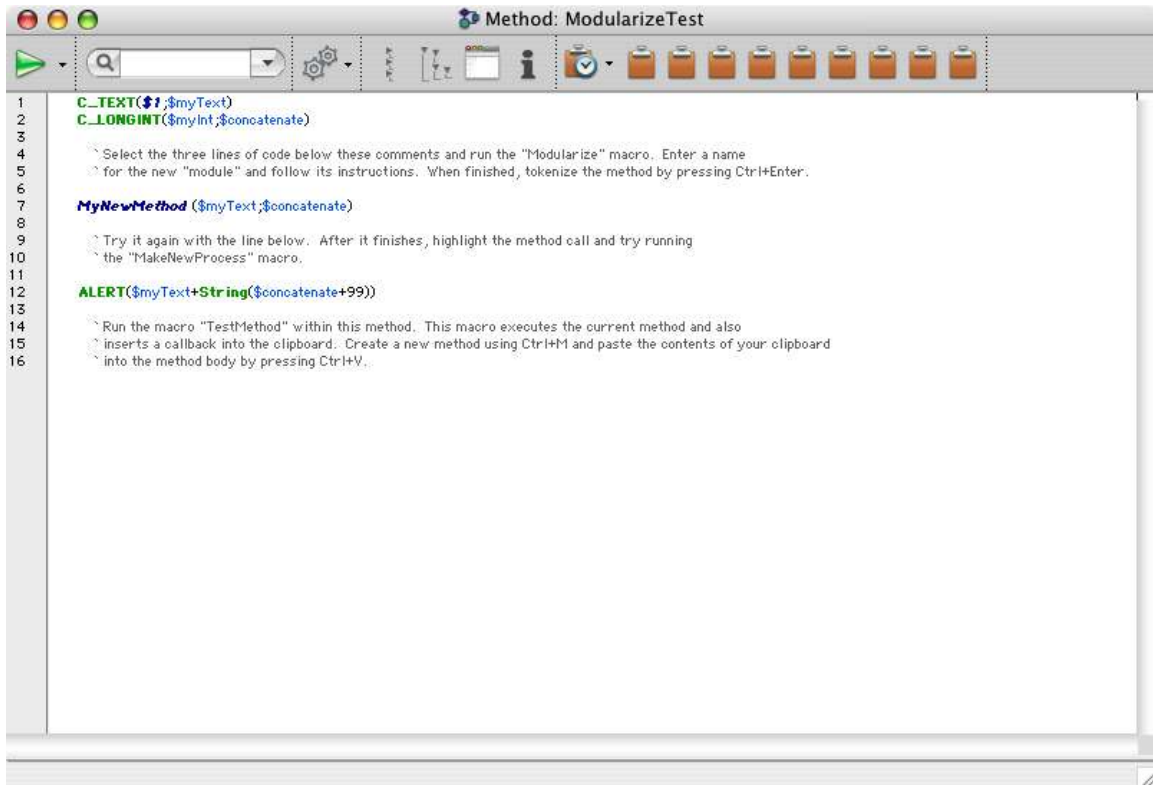 Method: ModularizeTest
1 C_TEXT($1;$myText)
2 C_LONGINT($myInt;$concatenate)
3
4 ` Select the three lines of code below these comments and run the "Modularize" macro. Enter a name
5 ` for the new "module" and follow its instructions. When finished, tokenize the method by pressing Ctrl+Enter.
6
7 MyNewMethod ($myText;$concatenate)
8
9 ` Try it again with the line below. After it finishes, highlight the method call and try running
10 ` the "MakeNewProcess" macro.
11
12 ALERT($myText+String($concatenate+99))
13
14 ` Run the macro "TestMethod" within this method. This macro executes the current method and also
15 ` inserts a callback into the clipboard. Create a new method using Ctrl+M and paste the contents of your clipboard
16 ` into the method body by pressing Ctrl+V.